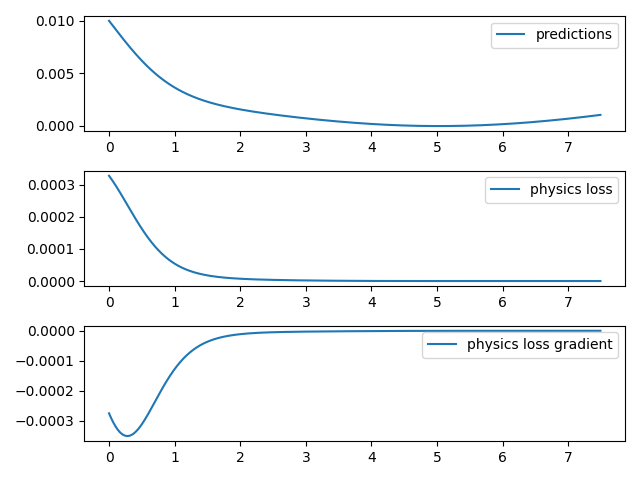 0.010
0.005
0.000
predictions
0 1 2 3 4 5 6 7
0.0003
0.0002
0.0001
0.0000
physics loss
0 1 2 3 4 5 6 7
0.0000
−0.0001
−0.0002
−0.0003
physics loss gradient
0 1 2 3 4 5 6 7